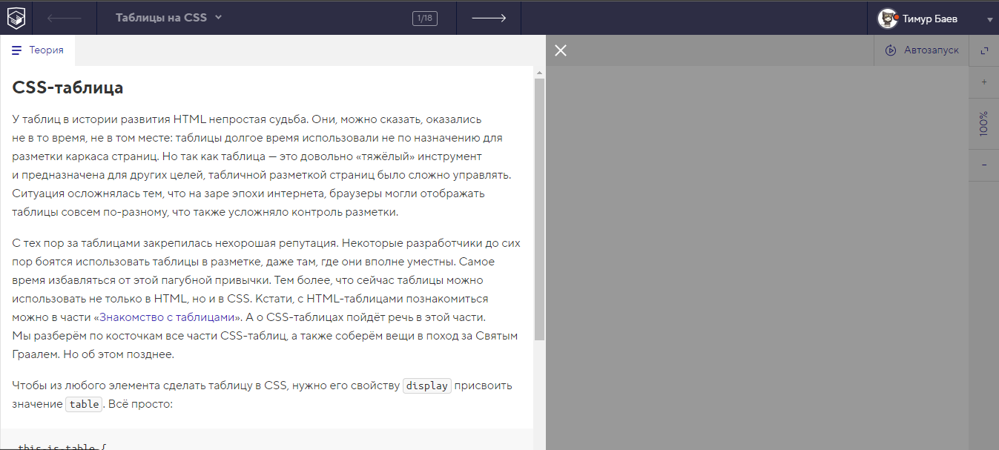 Таблицы на CSS
1/18
Тимур Баев
Теория
Автозапуск
CSS-таблица
У таблиц в истории развития HTML непростая судьба. Они, можно сказать, оказались
не в то время, не в том месте: таблицы долгое время использовали не по назначению для
разметки каркаса страниц. Но так как таблица — это довольно «тяжёлый» инструмент
и предназначена для других целей, табличной разметкой страниц было сложно управлять.
Ситуация осложнялась тем, что на заре эпохи интернета, браузеры могли отображать
таблицы совсем по-разному, что также усложняло контроль разметки.
С тех пор за таблицами закрепилась нехорошая репутация. Некоторые разработчики до сих
пор боятся использовать таблицы в разметке, даже там, где они вполне уместны. Самое
время избавляться от этой пагубной привычки. Тем более, что сейчас таблицы можно
использовать не только в HTML, но и в CSS. Кстати, с HTML-таблицами познакомиться
можно в части «Знакомство с таблицами». А о CSS-таблицах пойдёт речь в этой части.
Мы разберём по косточкам все части CSS-таблиц, а также соберём вещи в поход за Святым
Граалем. Но об этом позднее.
Чтобы из любого элемента сделать таблицу в CSS, нужно его свойству display присвоить
значение table. Всё просто:
.this-is-table {
+
100%
−